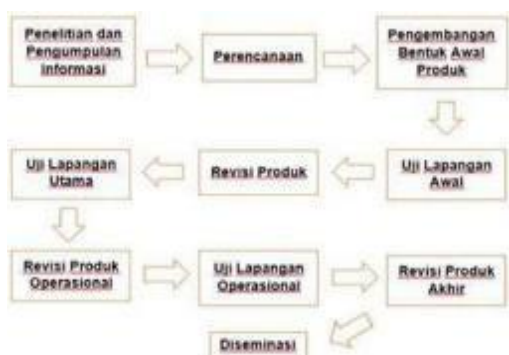 Penelitian dan
Pengumpulan
Informasi
Perencanaan
Pengembangan
Bentuk Awal
Produk
Uji Lapangan
Awal
Revisi Produk
Uji Lapangan
Utama
Revisi Produk
Operasional
Uji Lapangan
Operasional
Revisi Produk
Akhir
Diseminasi